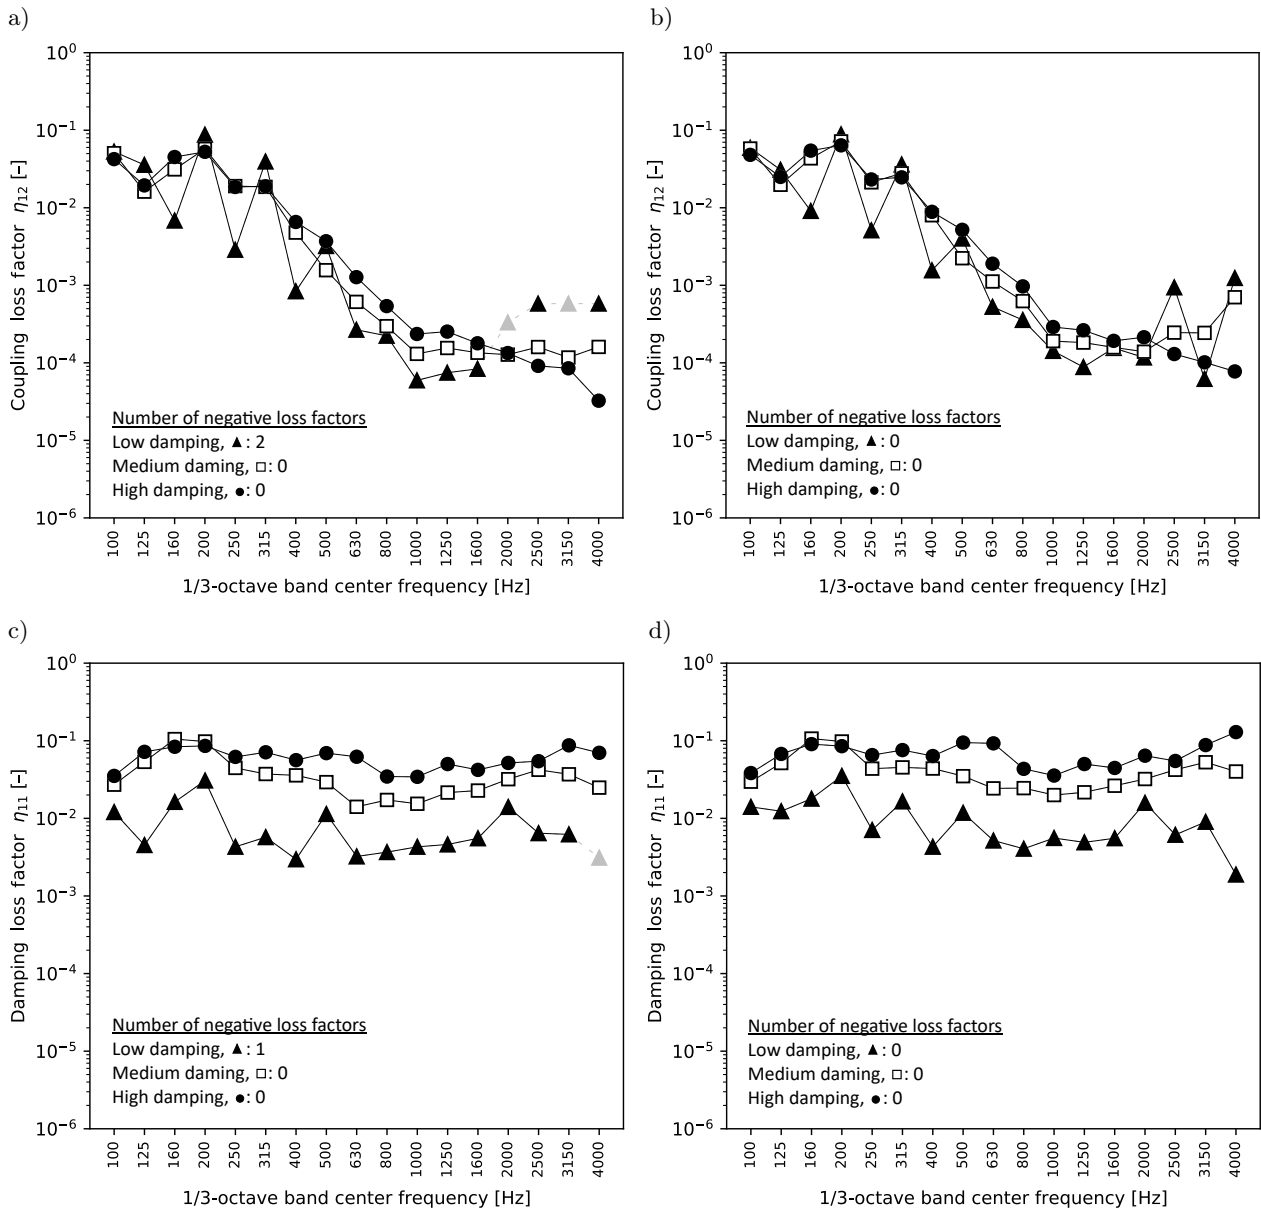 a)
Coupling loss factor η₁₂ [–]
10⁰
10⁻¹
10⁻²
10⁻³
10⁻⁴
10⁻⁵
10⁻⁶
Number of negative loss factors
Low damping, ▲: 2
Medium daming, □: 0
High damping, ●: 0
100 125 160 200 250 315 400 500 630 800 1000 1250 1600 2000 2500 3150 4000
1/3-octave band center frequency [Hz]
b)
Coupling loss factor η₁₂ [–]
10⁰
10⁻¹
10⁻²
10⁻³
10⁻⁴
10⁻⁵
10⁻⁶
Number of negative loss factors
Low damping, ▲: 0
Medium daming, □: 0
High damping, ●: 0
100 125 160 200 250 315 400 500 630 800 1000 1250 1600 2000 2500 3150 4000
1/3-octave band center frequency [Hz]
c)
Damping loss factor η₁₁ [–]
10⁰
10⁻¹
10⁻²
10⁻³
10⁻⁴
10⁻⁵
10⁻⁶
Number of negative loss factors
Low damping, ▲: 1
Medium daming, □: 0
High damping, ●: 0
100 125 160 200 250 315 400 500 630 800 1000 1250 1600 2000 2500 3150 4000
1/3-octave band center frequency [Hz]
d)
Damping loss factor η₁₁ [–]
10⁰
10⁻¹
10⁻²
10⁻³
10⁻⁴
10⁻⁵
10⁻⁶
Number of negative loss factors
Low damping, ▲: 0
Medium daming, □: 0
High damping, ●: 0
100 125 160 200 250 315 400 500 630 800 1000 1250 1600 2000 2500 3150 4000
1/3-octave band center frequency [Hz]